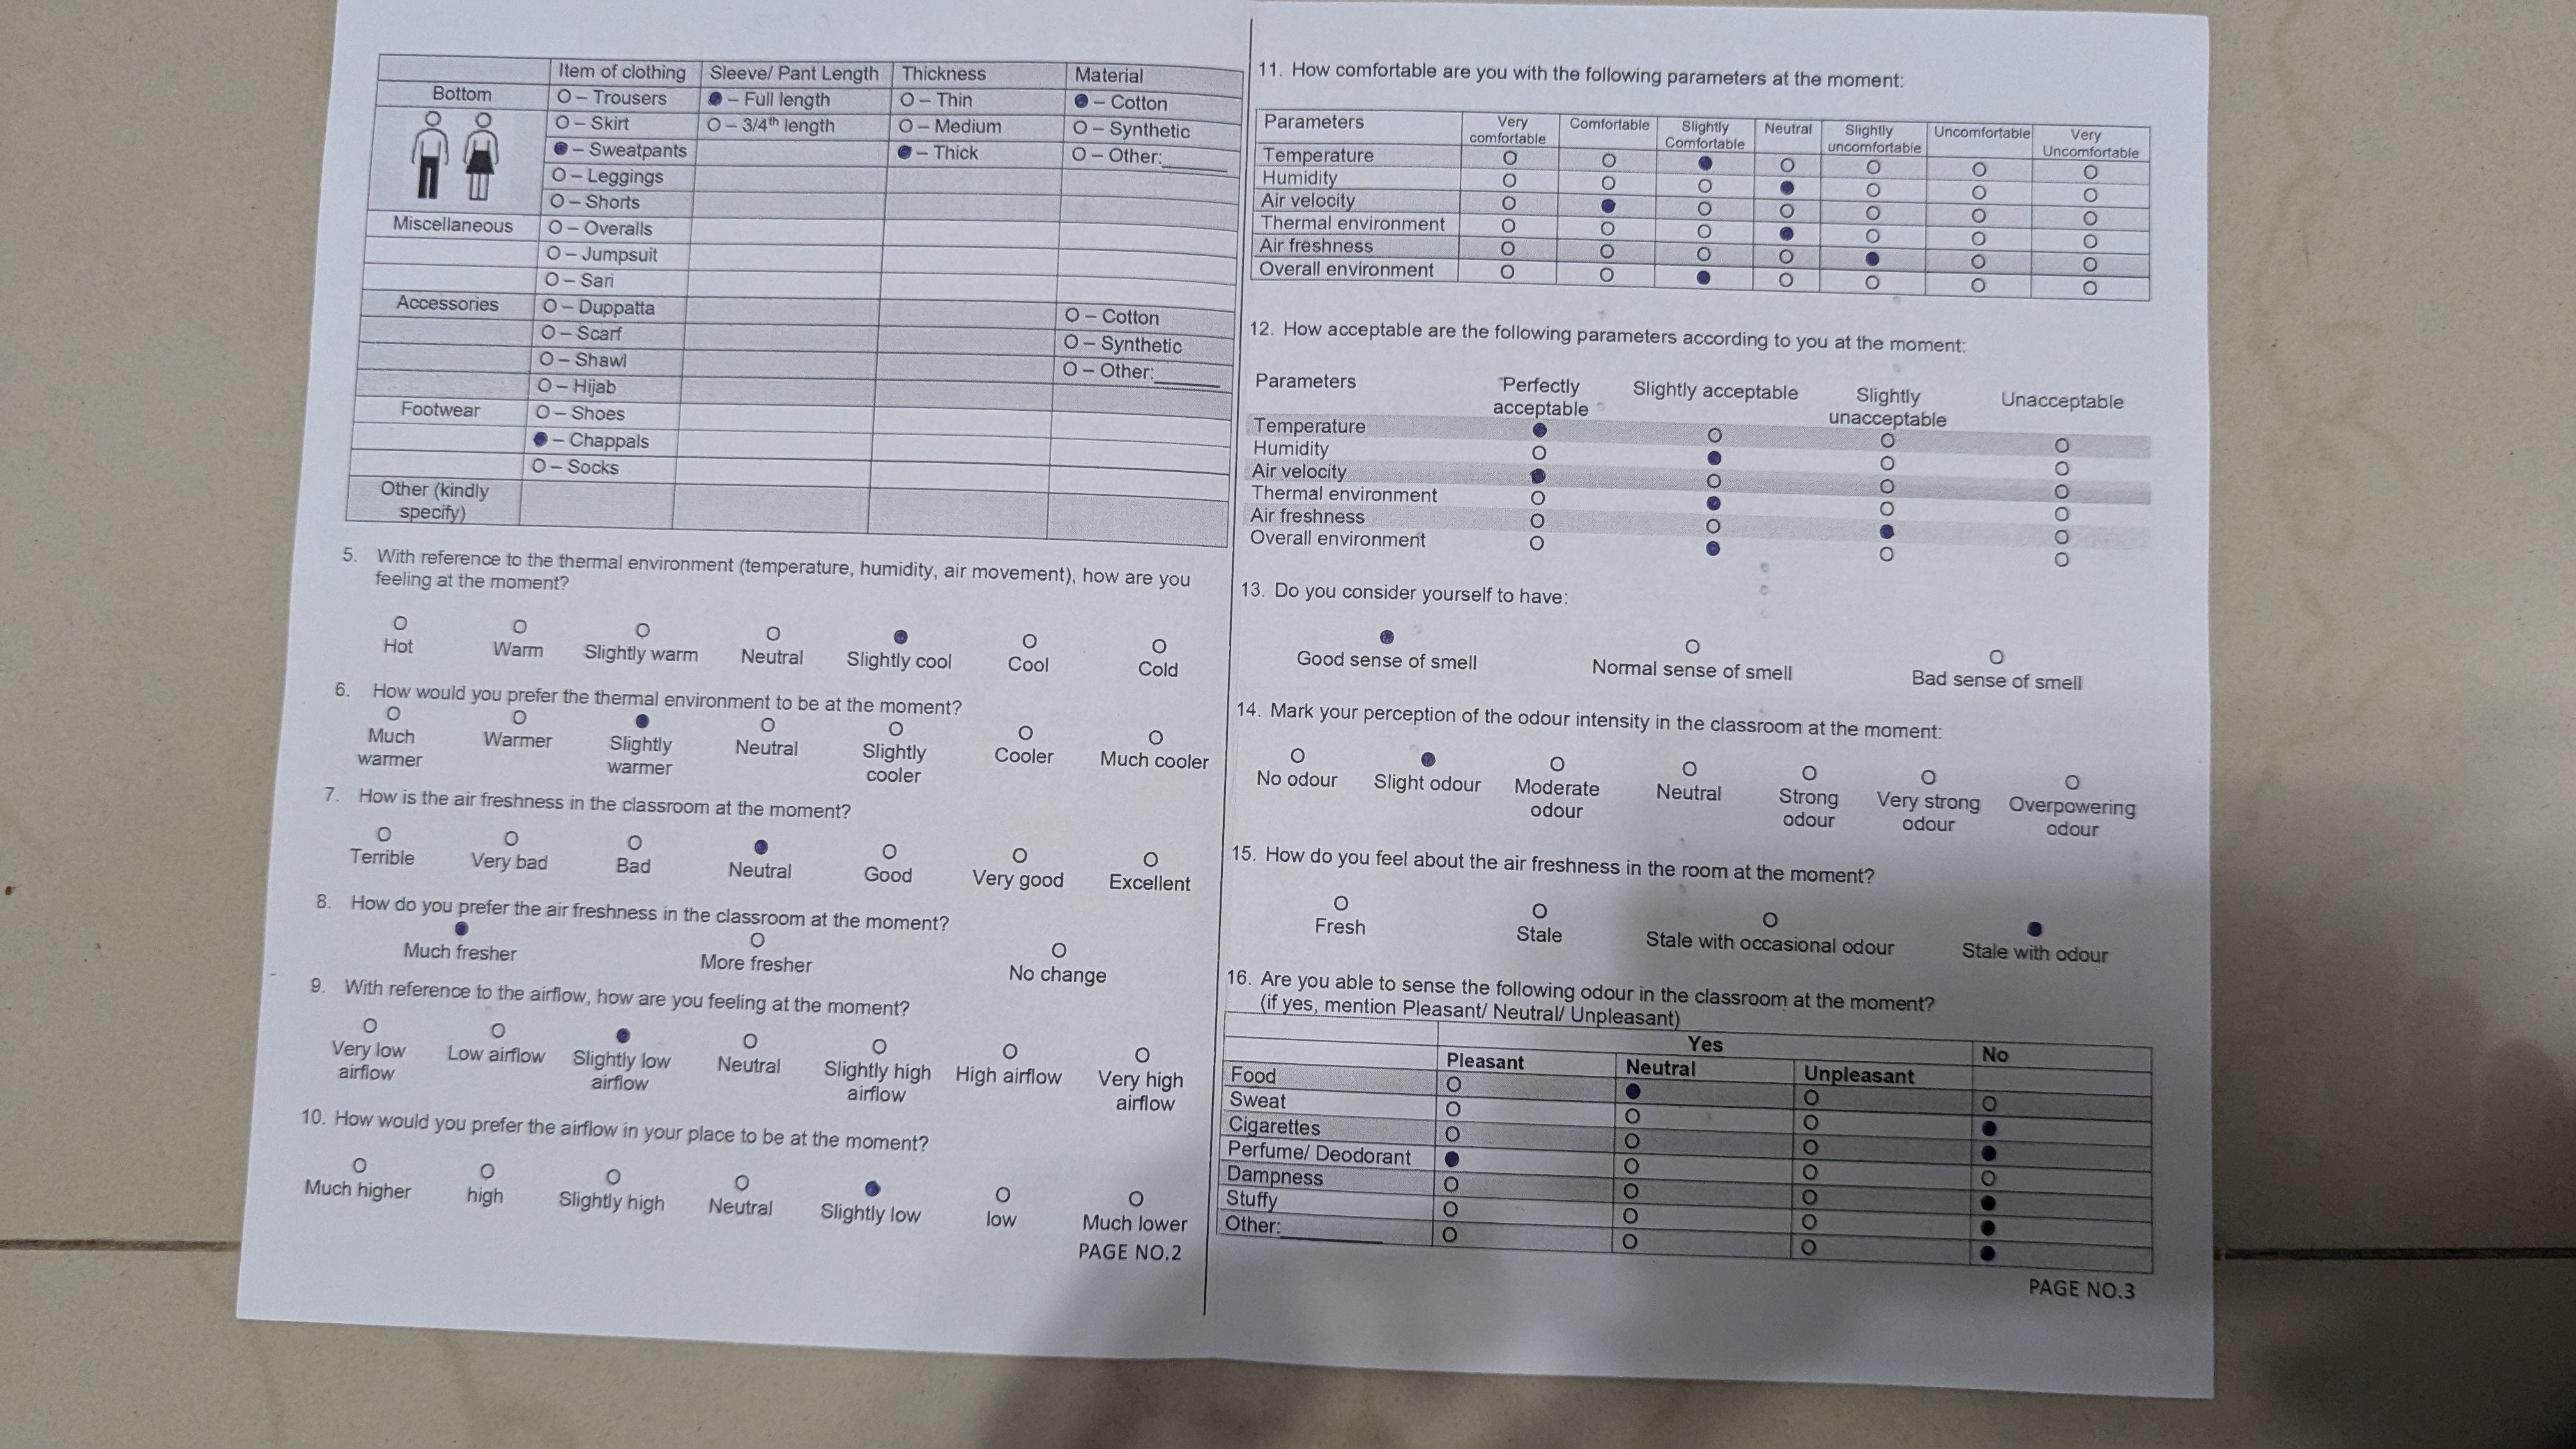 Item of clothing Sleeve/ Pant Length Thickness Material
Bottom O – Trousers ● – Full length O – Thin ● – Cotton
O – Skirt O – 3/4th length O – Medium O – Synthetic
● – Sweatpants ● – Thick O – Other:______
O – Leggings
O – Shorts
Miscellaneous O – Overalls
O – Jumpsuit
O – Sari
Accessories O – Duppatta O – Cotton
O – Scarf O – Synthetic
O – Shawl O – Other:______
O – Hijab
Footwear O – Shoes
● – Chappals
O – Socks
Other (kindly
specify)
5. With reference to the thermal environment (temperature, humidity, air movement), how are you
feeling at the moment?
O O O O ● O O
Hot Warm Slightly warm Neutral Slightly cool Cool Cold
6. How would you prefer the thermal environment to be at the moment?
O O ● O O O O
Much Warmer Slightly Neutral Slightly Cooler Much cooler
warmer warmer cooler
7. How is the air freshness in the classroom at the moment?
O O O ● O O O
Terrible Very bad Bad Neutral Good Very good Excellent
8. How do you prefer the air freshness in the classroom at the moment?
● O O
Much fresher More fresher No change
9. With reference to the airflow, how are you feeling at the moment?
O O ● O O O O
Very low Low airflow Slightly low Neutral Slightly high High airflow Very high
airflow airflow airflow airflow
10. How would you prefer the airflow in your place to be at the moment?
O O O O ● O O
Much higher high Slightly high Neutral Slightly low low Much lower
PAGE NO.2
11. How comfortable are you with the following parameters at the moment:
Parameters Very Comfortable Slightly Neutral Slightly Uncomfortable Very
comfortable Comfortable uncomfortable Uncomfortable
Temperature O O ● O O O O
Humidity O O O ● O O O
Air velocity O ● O O O O O
Thermal environment O O O ● O O O
Air freshness O O O O ● O O
Overall environment O O ● O O O O
12. How acceptable are the following parameters according to you at the moment:
Parameters Perfectly Slightly acceptable Slightly Unacceptable
acceptable unacceptable
Temperature ● O O O
Humidity O ● O O
Air velocity ● O O O
Thermal environment O ● O O
Air freshness O O ● O
Overall environment O ● O O
13. Do you consider yourself to have:
● O O
Good sense of smell Normal sense of smell Bad sense of smell
14. Mark your perception of the odour intensity in the classroom at the moment:
O ● O O O O O
No odour Slight odour Moderate Neutral Strong Very strong Overpowering
odour odour odour odour
15. How do you feel about the air freshness in the room at the moment?
O O O ●
Fresh Stale Stale with occasional odour Stale with odour
16. Are you able to sense the following odour in the classroom at the moment?
(if yes, mention Pleasant/ Neutral/ Unpleasant)
Yes No
Pleasant Neutral Unpleasant
Food O ● O O
Sweat O O O ●
Cigarettes O O O ●
Perfume/ Deodorant ● O O O
Dampness O O O ●
Stuffy O O O ●
Other:__________ O O O ●
PAGE NO.3